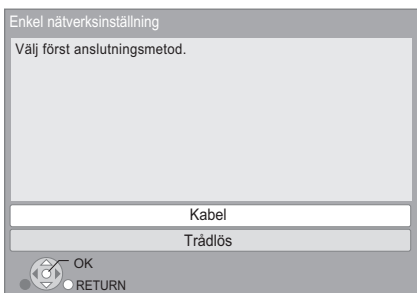 Enkel nätverksinställning
Välj först anslutningsmetod.
Kabel
Trådlös
OK
RETURN